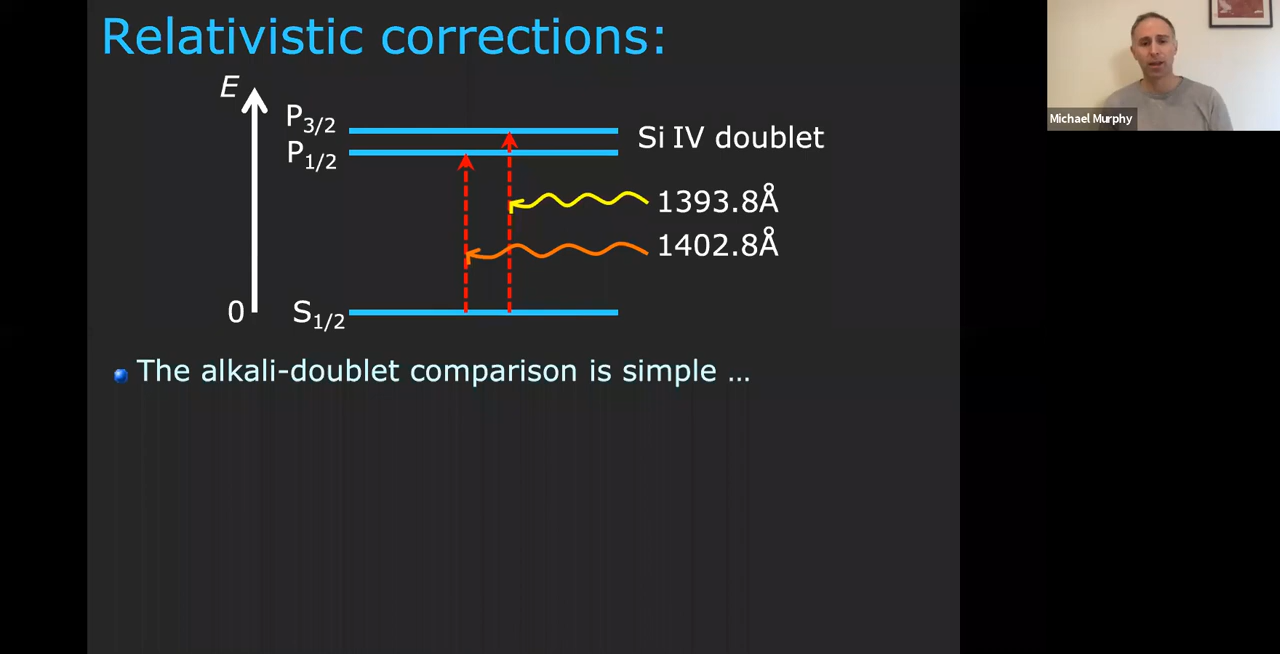 Relativistic corrections:
E
P3/2
Si IV doublet
P1/2
1393.8Å
1402.8Å
0
S1/2
The alkali-doublet comparison is simple ...
Michael Murphy